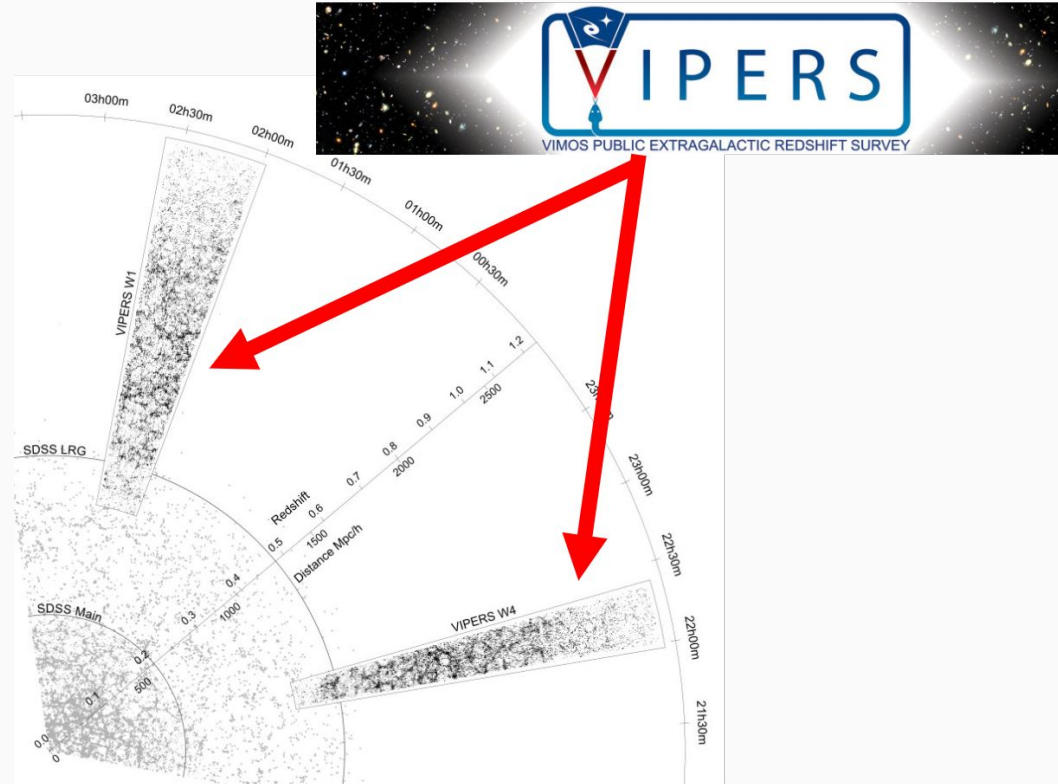 VIPERS
VIMOS PUBLIC EXTRAGALACTIC REDSHIFT SURVEY
03h00m
02h30m
02h00m
01h30m
01h00m
00h30m
23h00m
22h30m
22h00m
21h30m
VIPERS W1
SDSS LRG
SDSS Main
VIPERS W4
Redshift
0.0
0.1
0.2
0.3
0.4
0.5
0.6
0.7
0.8
0.9
1.0
1.1
1.2
Distance Mpc/h
0
500
1000
1500
2000
2500